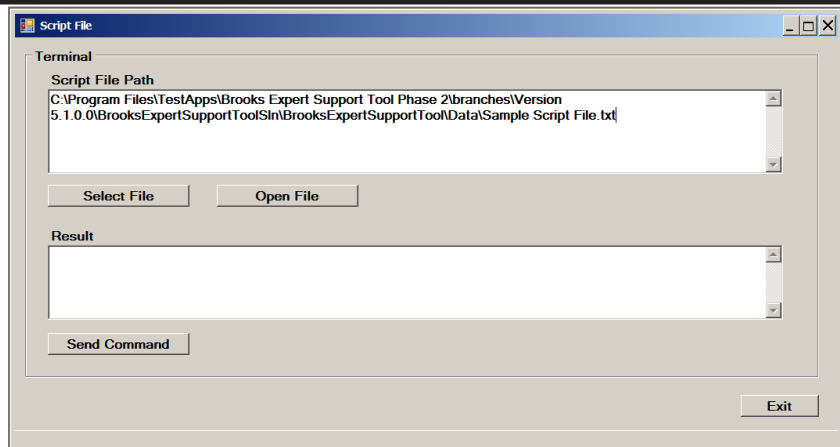 Script File
Terminal
Script File Path
C:\Program Files\TestApps\Brooks Expert Support Tool Phase 2\branches\Version
5.1.0.0\BrooksExpertSupportToolSln\BrooksExpertSupportTool\Data\Sample Script File.txt
Select File
Open File
Result
Send Command
Exit